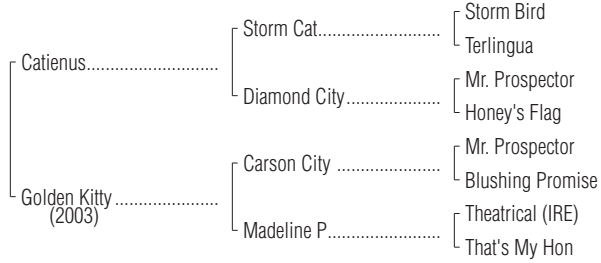 Storm Bird
Storm Cat..............................
Terlingua
Catienus................................
Mr. Prospector
Diamond City.......................
Honey's Flag
Mr. Prospector
Carson City .........................
Blushing Promise
Golden Kitty .........................
(2003)
Theatrical (IRE)
Madeline P............................
That's My Hon